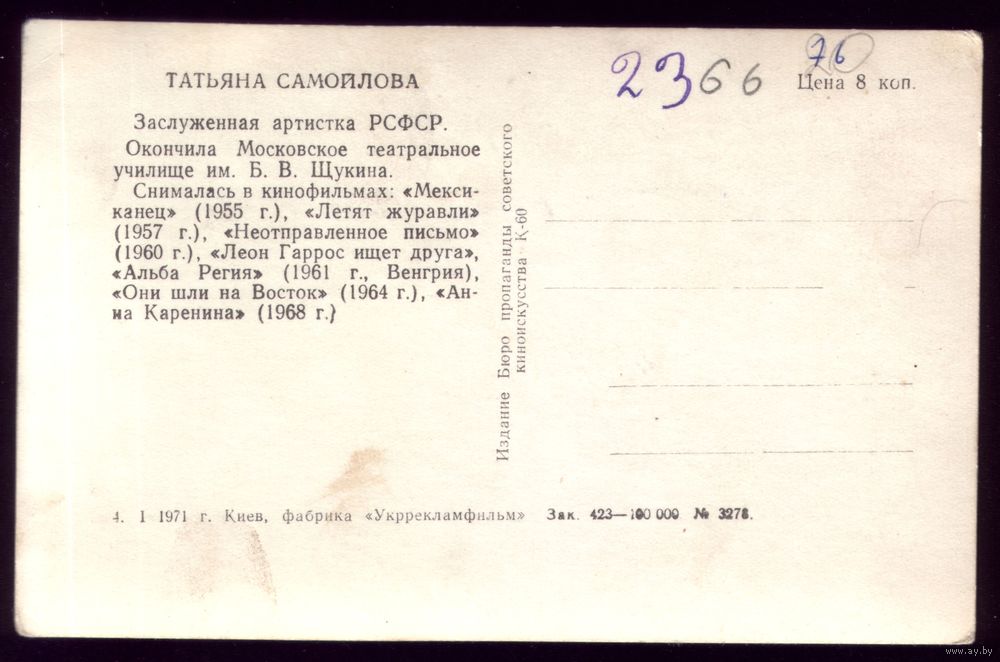 ТАТЬЯНА САМОЙЛОВА
Заслуженная артистка РСФСР.
Окончила Московское театральное
училище им. Б. В. Щукина.
Снималась в кинофильмах: «Мекси-
канец» (1955 г.), «Летят журавли»
(1957 г.), «Неотправленное письмо»
(1960 г.), «Леон Гаррос ищет друга»,
«Альба Регия» (1961 г., Венгрия),
«Они шли на Восток» (1964 г.), «Ан-
на Каренина» (1968 г.)
Издание Бюро пропаганды советского
киноискусства К-60
2366
76
20
Цена 8 коп.
4. I 1971 г. Киев, фабрика «Укррекламфильм» Зак. 423—100 000 № 3278.
www.ay.by